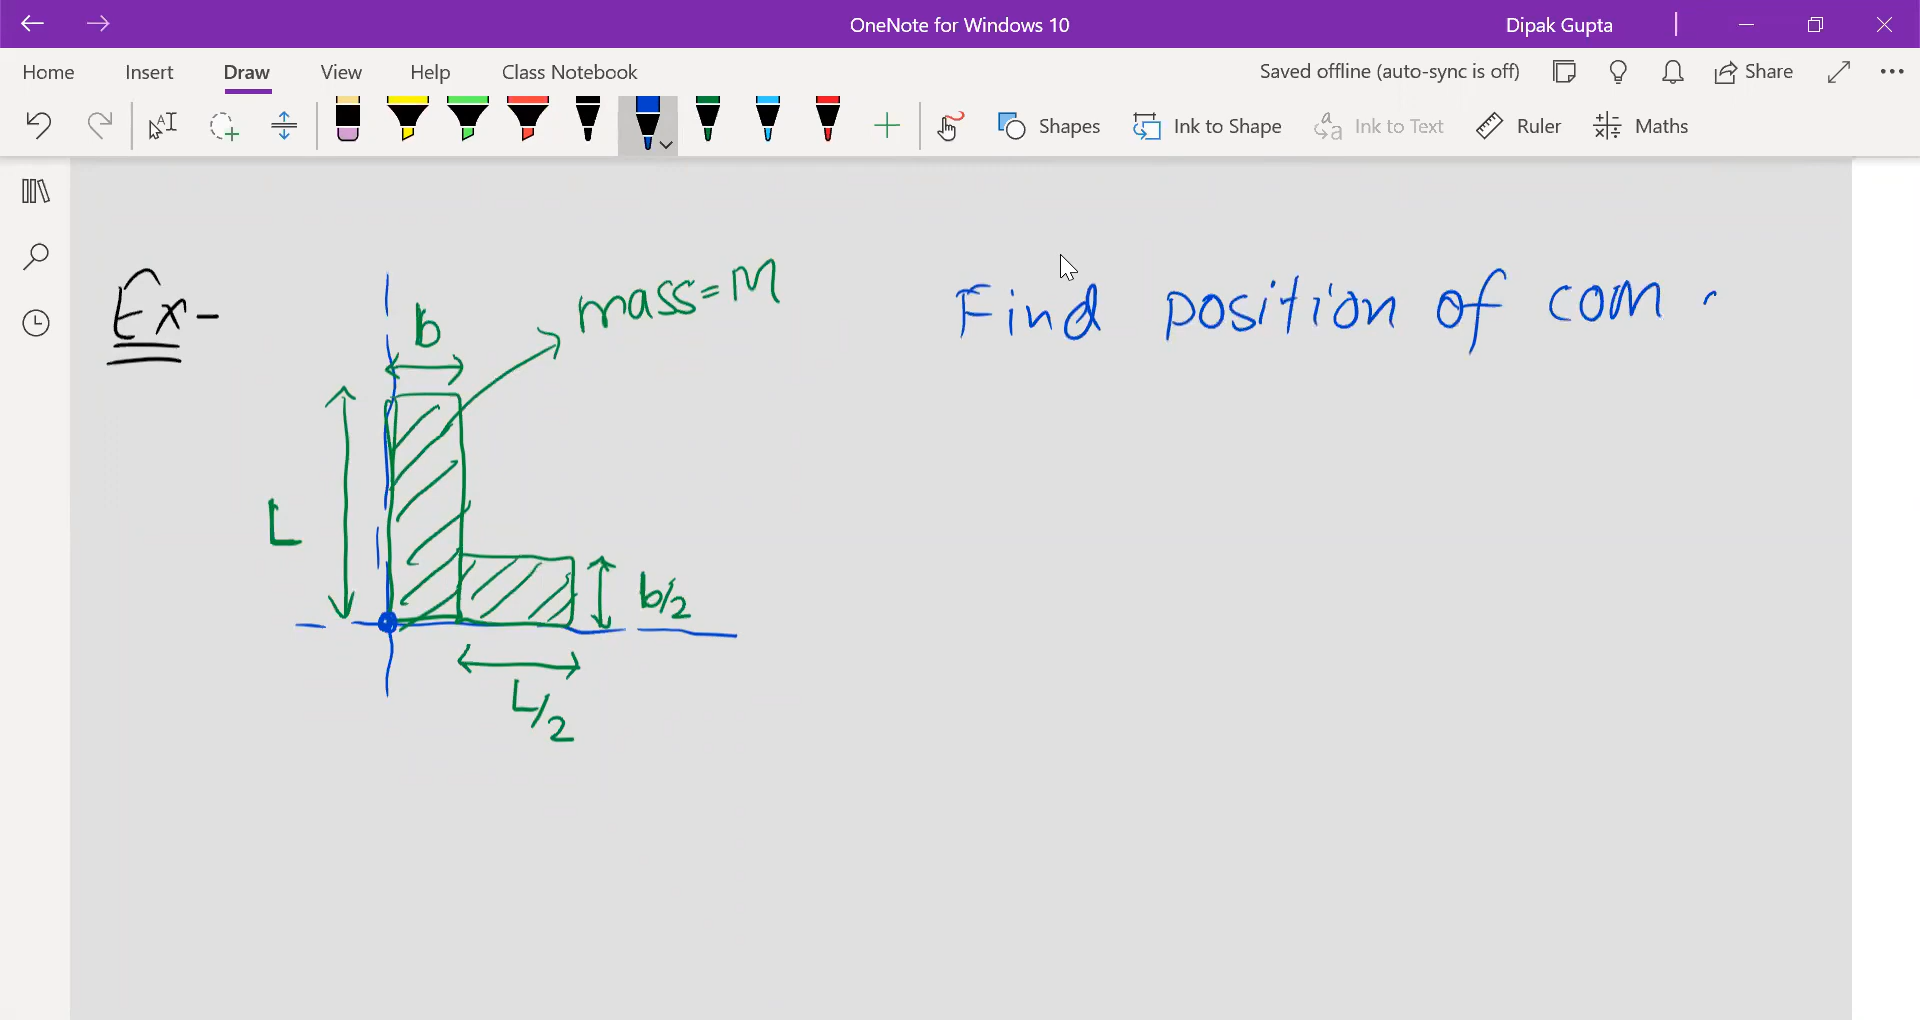 OneNote for Windows 10
Dipak Gupta
Home Insert Draw View Help Class Notebook
Saved offline (auto-sync is off) Share
Shapes Ink to Shape Ink to Text Ruler Maths
Ex-
mass=M
Find position of COM
b
L
b/2
L/2